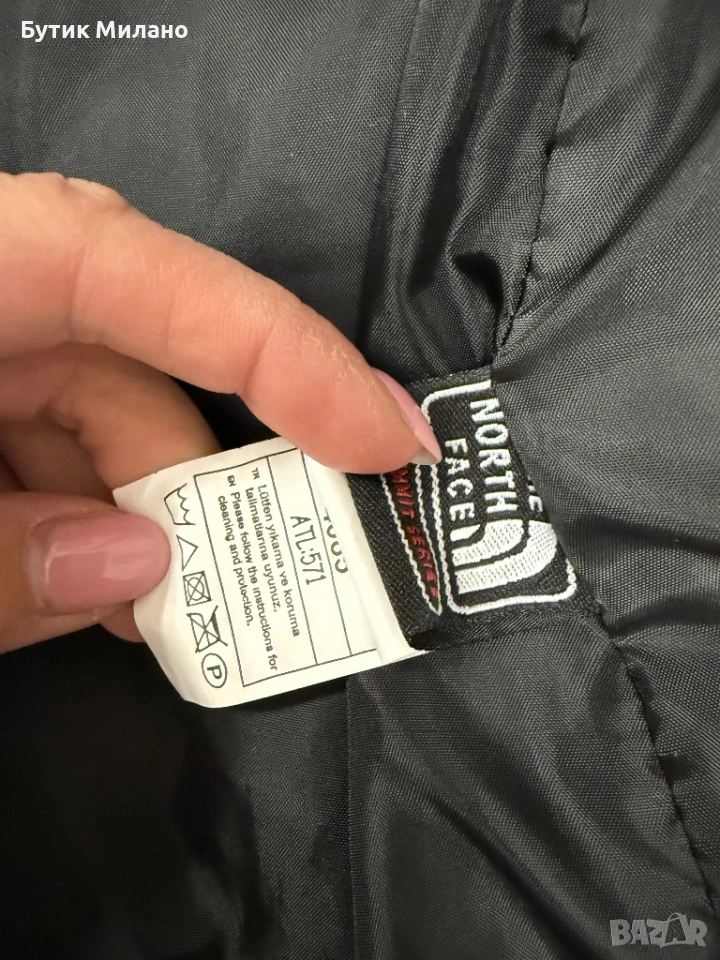 Бутик Милано
NORTH
FACE
ATL:571
TR Lütfen yıkama ve koruma
talimatlarına uyunuz.
EN Please follow the instructions for
cleaning and protection.
P
BAZAR